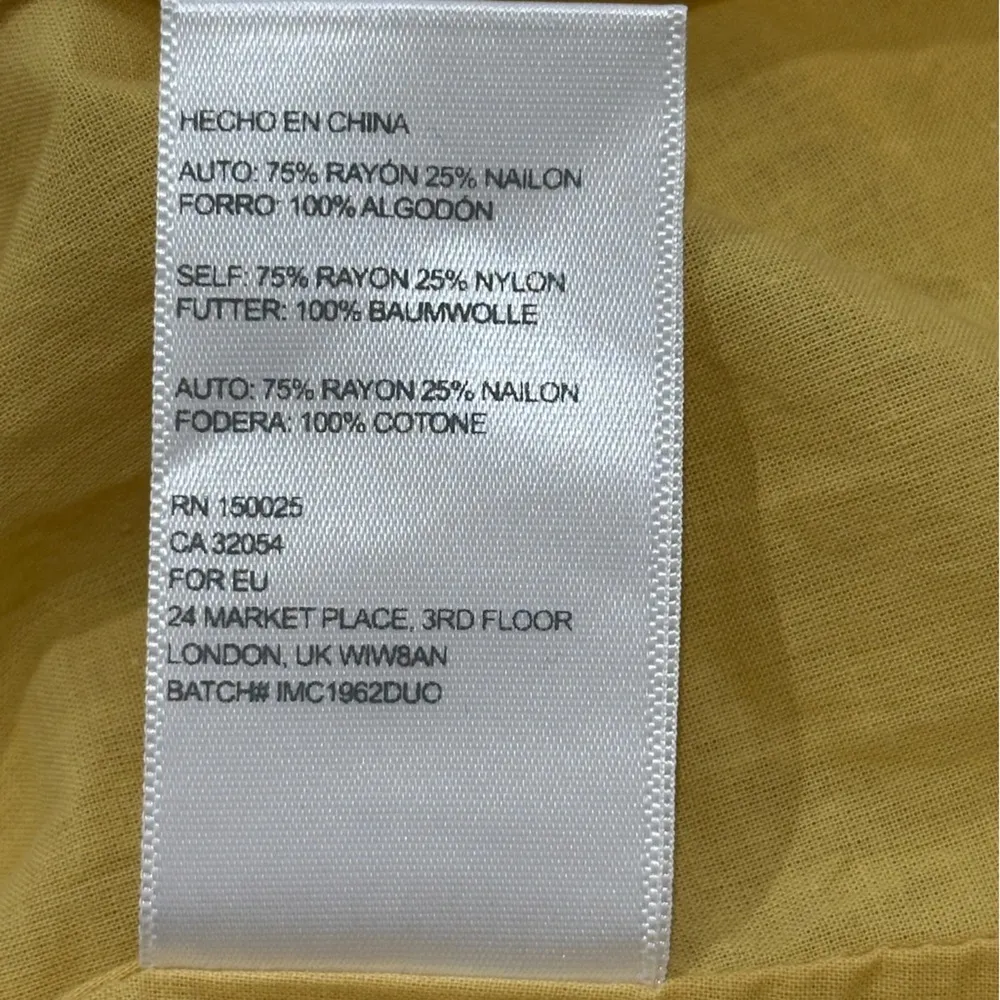 HECHO EN CHINA
AUTO: 75% RAYÓN 25% NAILON
FORRO: 100% ALGODÓN
SELF: 75% RAYON 25% NYLON
FUTTER: 100% BAUMWOLLE
AUTO: 75% RAYON 25% NAILON
FODERA: 100% COTONE
RN 150025
CA 32054
FOR EU
24 MARKET PLACE, 3RD FLOOR
LONDON, UK WIW8AN
BATCH# IMC1962DUO